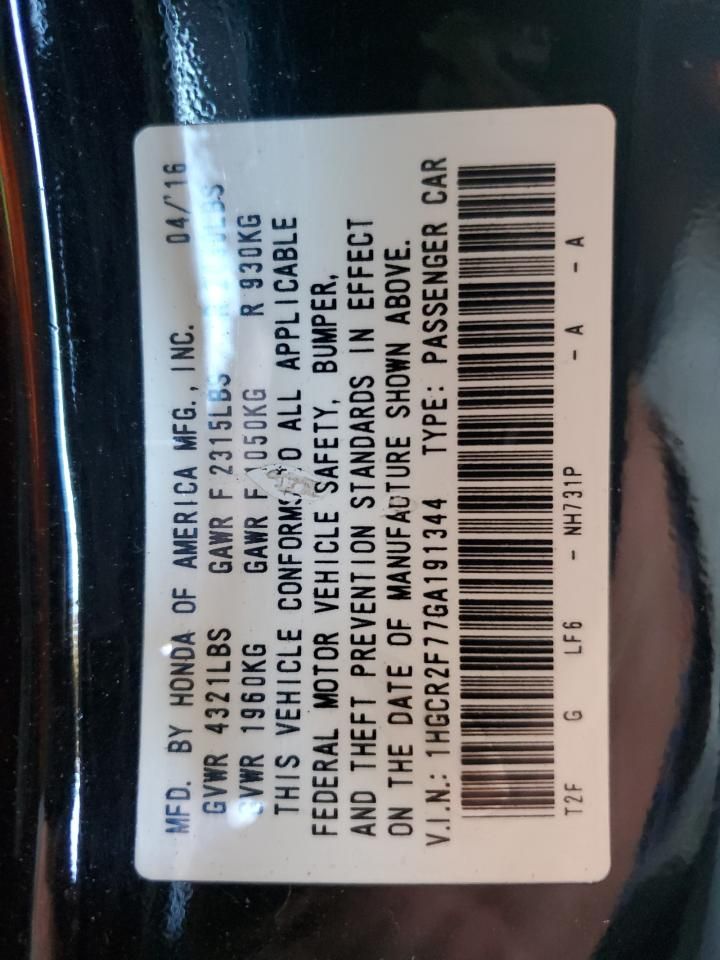 MFD. BY HONDA OF AMERICA MFG., INC. 04/'16
GVWR 4321LBS GAWR F 2315LBS R
GVWR 1960KG GAWR F 1050KG R 930KG
THIS VEHICLE CONFORMS TO ALL APPLICABLE
FEDERAL MOTOR VEHICLE SAFETY, BUMPER,
AND THEFT PREVENTION STANDARDS IN EFFECT
ON THE DATE OF MANUFACTURE SHOWN ABOVE.
V.I.N.: 1HGCR2F77GA191344 TYPE: PASSENGER CAR
T2F G LF6 - NH731P - A - A